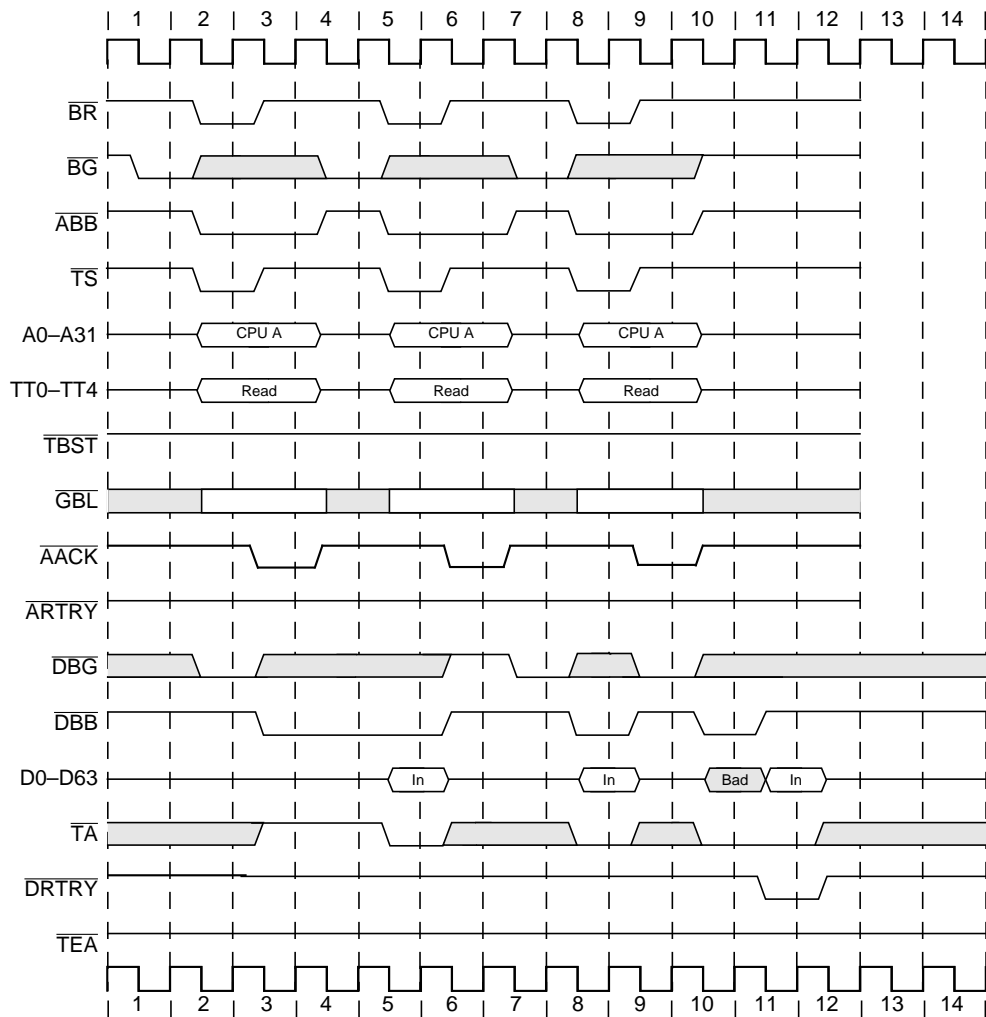 1 2 3 4 5 6 7 8 9 10 11 12 13 14
BR
BG
ABB
TS
A0–A31 CPU A CPU A CPU A
TT0–TT4 Read Read Read
TBST
GBL
AACK
ARTRY
DBG
DBB
D0–D63 In In Bad In
TA
DRTRY
TEA
1 2 3 4 5 6 7 8 9 10 11 12 13 14